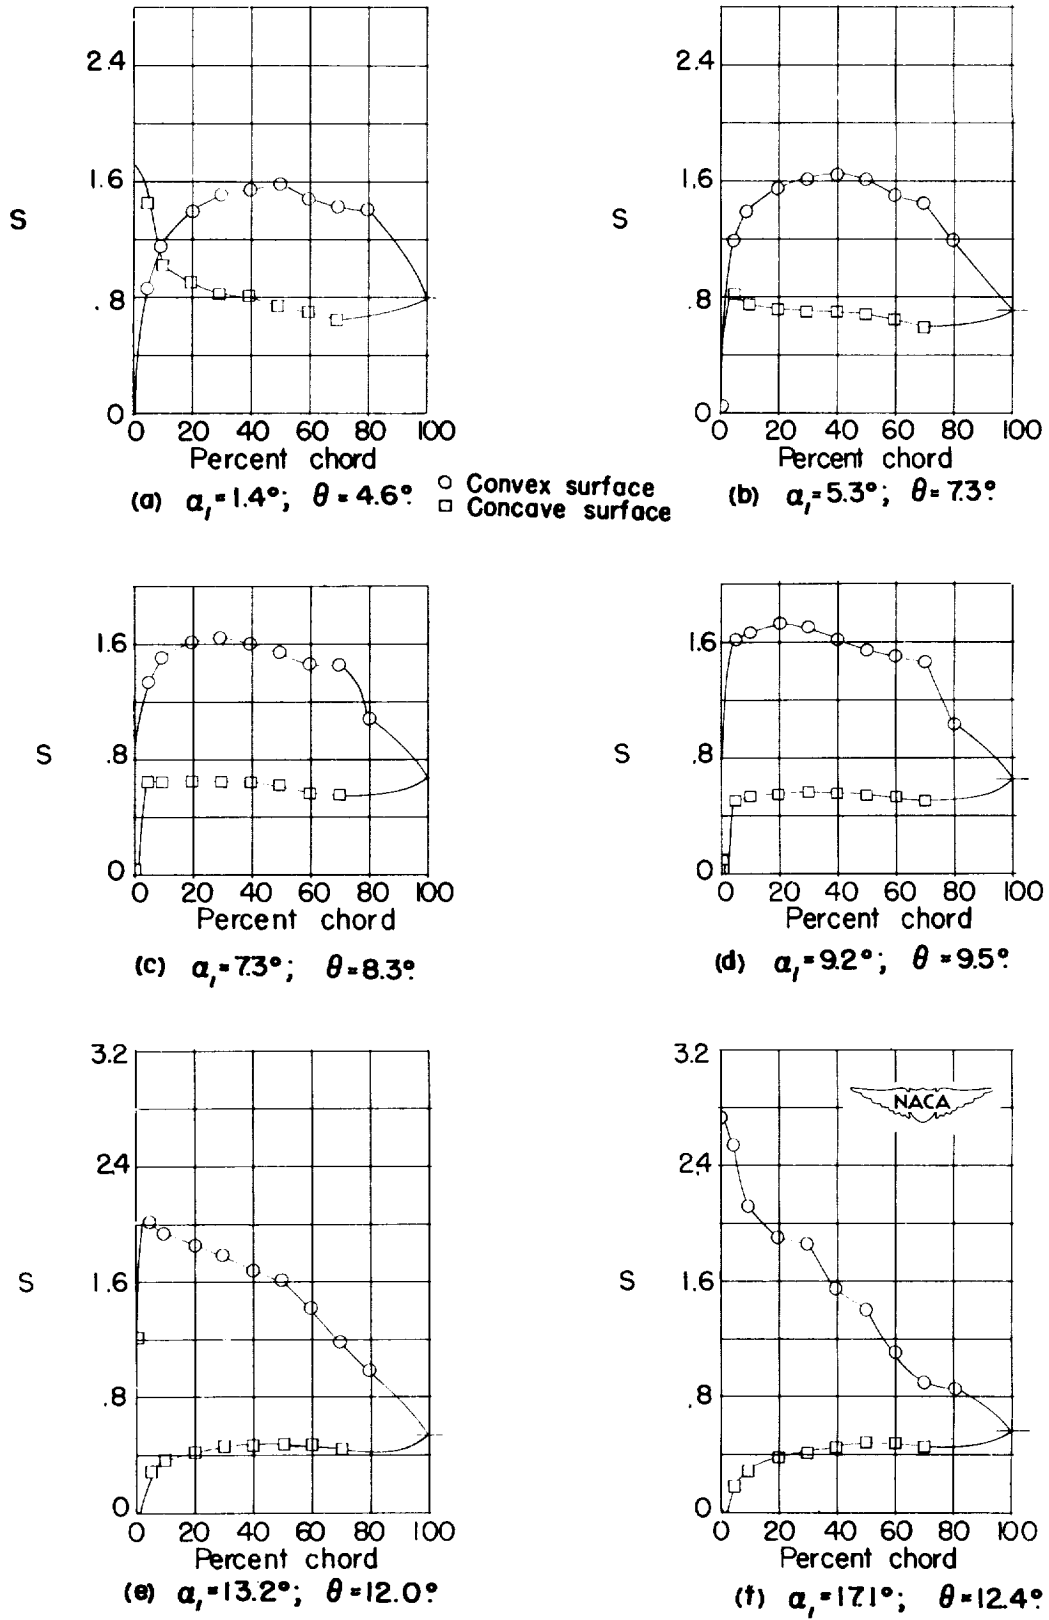 2.4
1.6
S
.8
0
0 20 40 60 80 100
Percent chord
(a) α₁=1.4°; θ=4.6°.
2.4
1.6
S
.8
0
0 20 40 60 80 100
Percent chord
(b) α₁=5.3°; θ=7.3°.
○ Convex surface
□ Concave surface
1.6
S
.8
0
0 20 40 60 80 100
Percent chord
(c) α₁=7.3°; θ=8.3°.
1.6
S
.8
0
0 20 40 60 80 100
Percent chord
(d) α₁=9.2°; θ=9.5°.
3.2
2.4
1.6
S
.8
0
0 20 40 60 80 100
Percent chord
(e) α₁=13.2°; θ=12.0°.
3.2
NACA
2.4
1.6
S
.8
0
0 20 40 60 80 100
Percent chord
(f) α₁=17.1°; θ=12.4°.